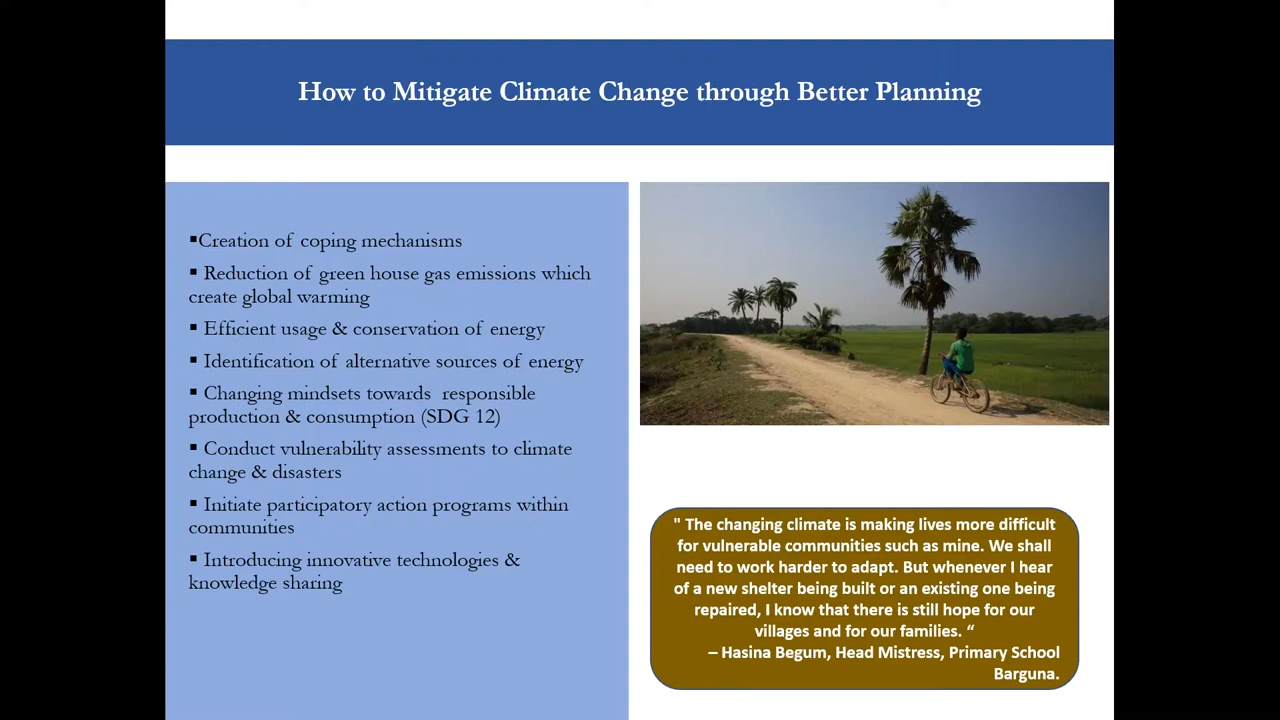 How to Mitigate Climate Change through Better Planning
▪Creation of coping mechanisms
▪ Reduction of green house gas emissions which
create global warming
▪ Efficient usage & conservation of energy
▪ Identification of alternative sources of energy
▪ Changing mindsets towards  responsible
production & consumption (SDG 12)
▪ Conduct vulnerability assessments to climate
change & disasters
▪ Initiate participatory action programs within
communities
▪ Introducing innovative technologies &
knowledge sharing
" The changing climate is making lives more difficult
for vulnerable communities such as mine. We shall
need to work harder to adapt. But whenever I hear
of a new shelter being built or an existing one being
repaired, I know that there is still hope for our
villages and for our families. “
– Hasina Begum, Head Mistress, Primary School
Barguna.